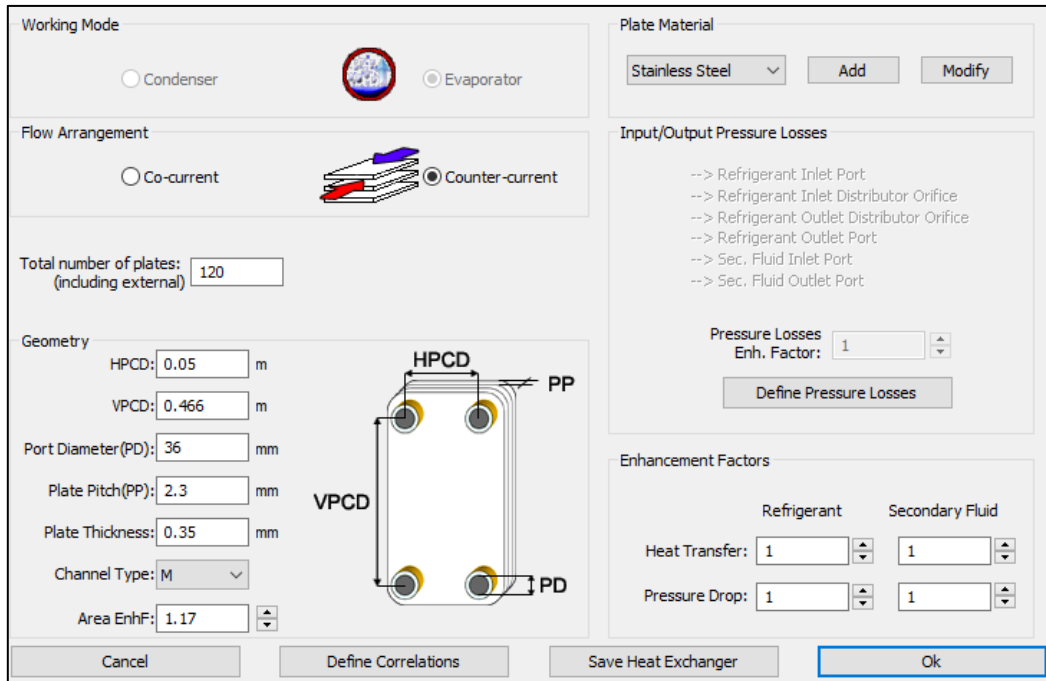 Working Mode
Condenser
Evaporator
Flow Arrangement
Co-current
Counter-current
Total number of plates:
(including external)
120
Geometry
HPCD: 0.05 m
VPCD: 0.466 m
Port Diameter(PD): 36 mm
Plate Pitch(PP): 2.3 mm
Plate Thickness: 0.35 mm
Channel Type: M
Area EnhF: 1.17
HPCD
PP
VPCD
PD
Plate Material
Stainless Steel
Add
Modify
Input/Output Pressure Losses
--> Refrigerant Inlet Port
--> Refrigerant Inlet Distributor Orifice
--> Refrigerant Outlet Distributor Orifice
--> Refrigerant Outlet Port
--> Sec. Fluid Inlet Port
--> Sec. Fluid Outlet Port
Pressure Losses
Enh. Factor: 1
Define Pressure Losses
Enhancement Factors
Refrigerant Secondary Fluid
Heat Transfer: 1 1
Pressure Drop: 1 1
Cancel
Define Correlations
Save Heat Exchanger
Ok